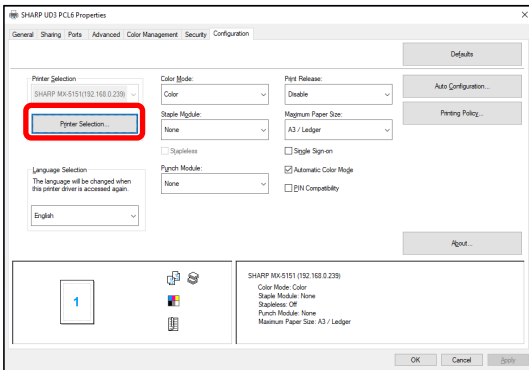 SHARP UD3 PCL6 Properties
General Sharing Ports Advanced Color Management Security Configuration
Defaults
Auto Configuration...
Printing Policy...
Printer Selection
SHARP MX-5151(192.168.0.239)
Printer Selection...
Color Mode:
Color
Staple Module:
None
Stapleless
Punch Module:
None
Print Release:
Disable
Maximum Paper Size:
A3 / Ledger
Single Sign-on
Automatic Color Mode
PIN Compatibility
Language Selection
The language will be changed when
this printer driver is accessed again.
English
About...
1
SHARP MX-5151 (192.168.0.239)
Color Mode: Color
Staple Module: None
Stapleless: Off
Punch Module: None
Maximum Paper Size: A3 / Ledger
OK Cancel Apply